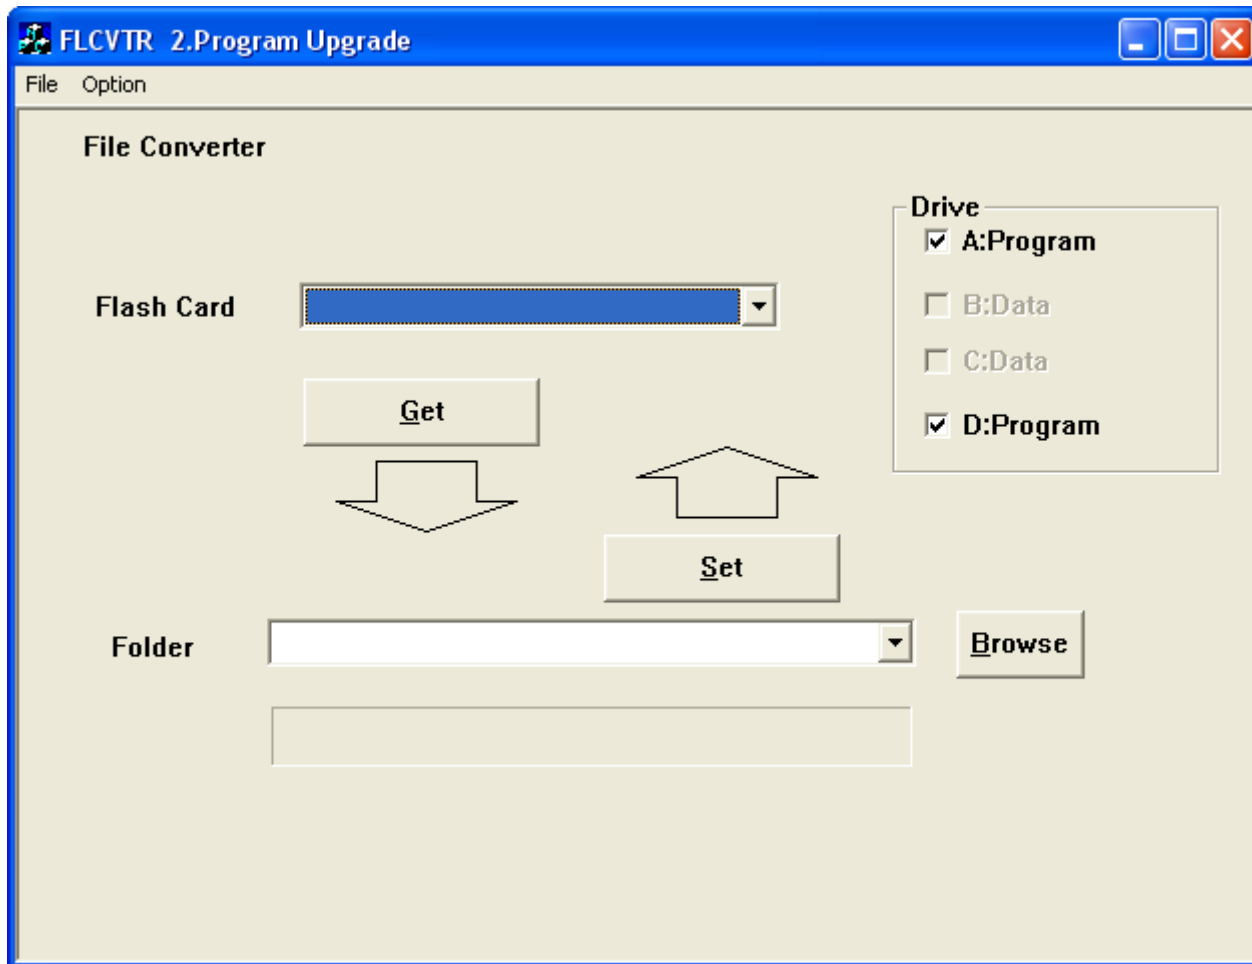 FLCVTR 2.Program Upgrade
File Option
File Converter
Drive
A:Program
Flash Card
B:Data
C:Data
Get
D:Program
Set
Folder
Browse